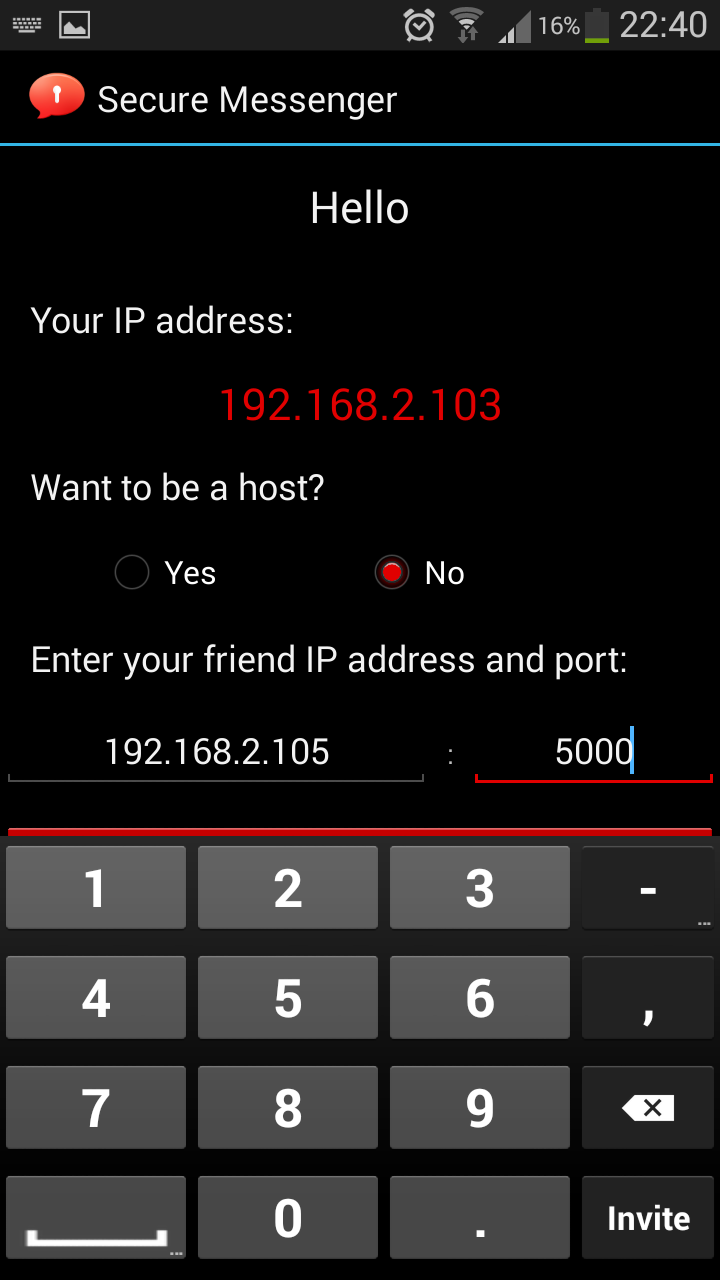 16% 22:40
Secure Messenger
Hello
Your IP address:
192.168.2.103
Want to be a host?
Yes No
Enter your friend IP address and port:
192.168.2.105 : 5000
1 2 3 -
4 5 6 ,
7 8 9
0 . Invite